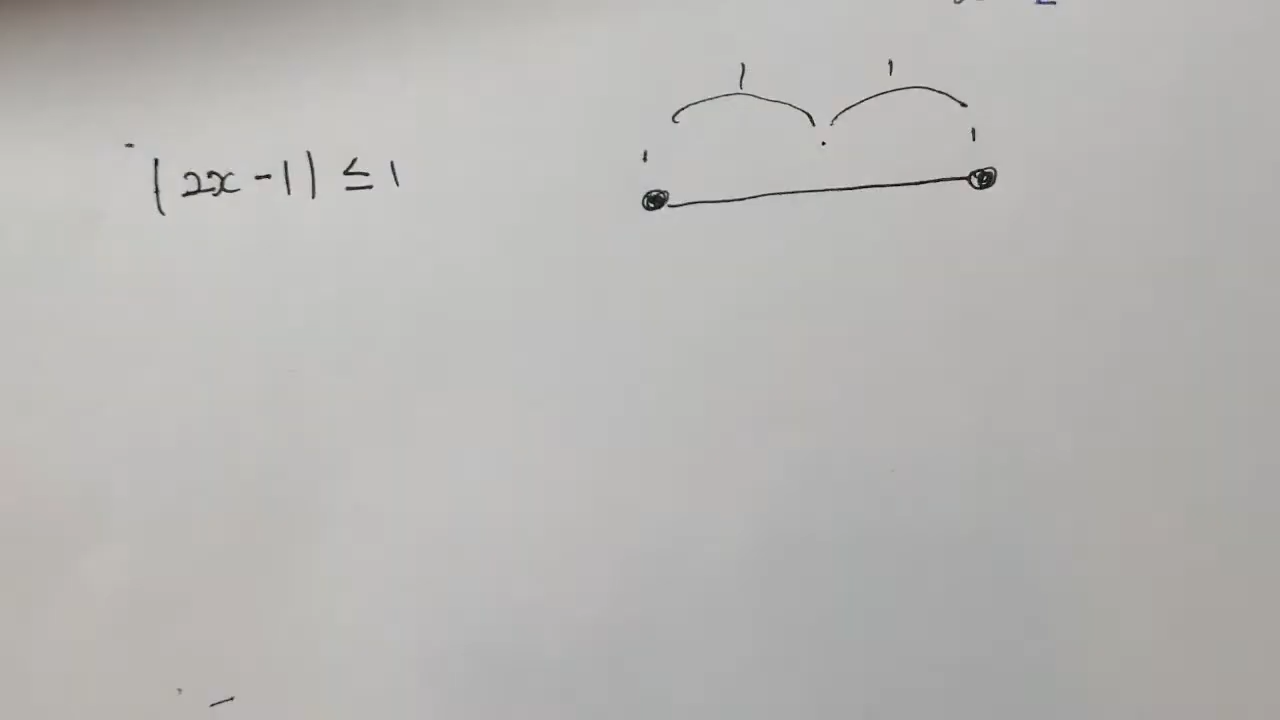 1 1
|2x-1| ≤ 1